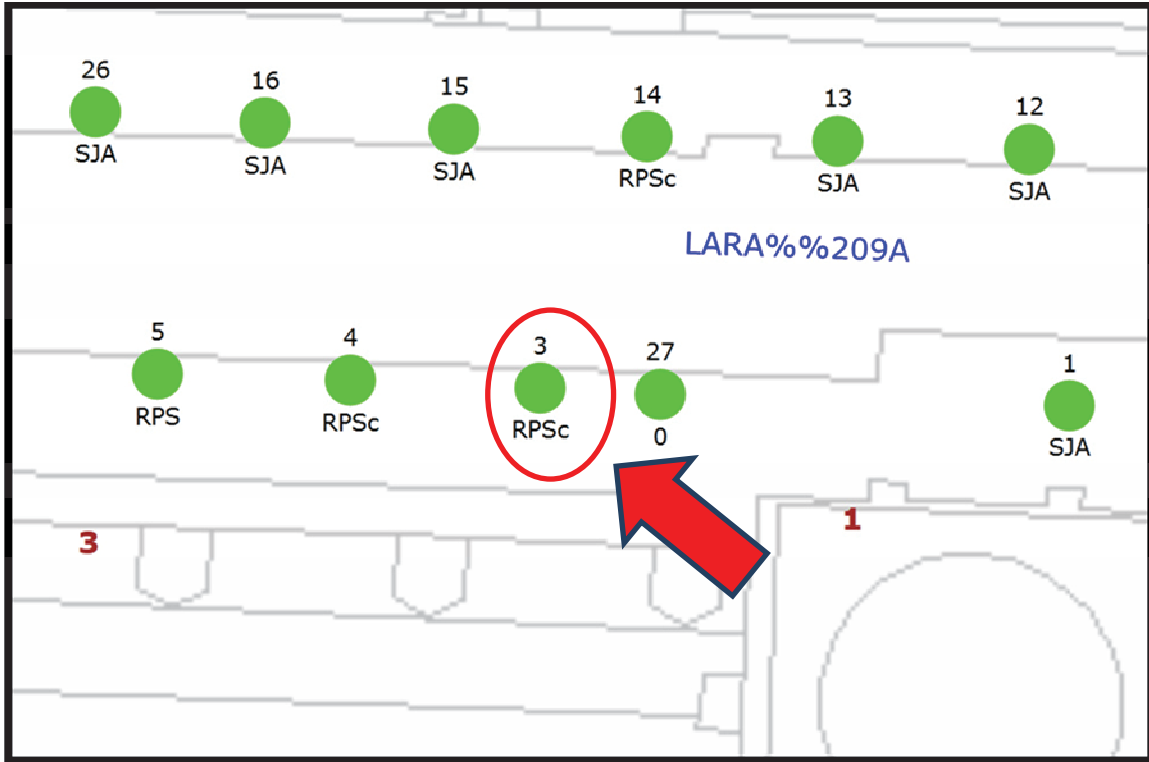 26 16 15 14 13 12
SJA SJA SJA RPSc SJA SJA
LARA%%209A
5 4 3 27 1
RPS RPSc RPSc 0 SJA
3 1